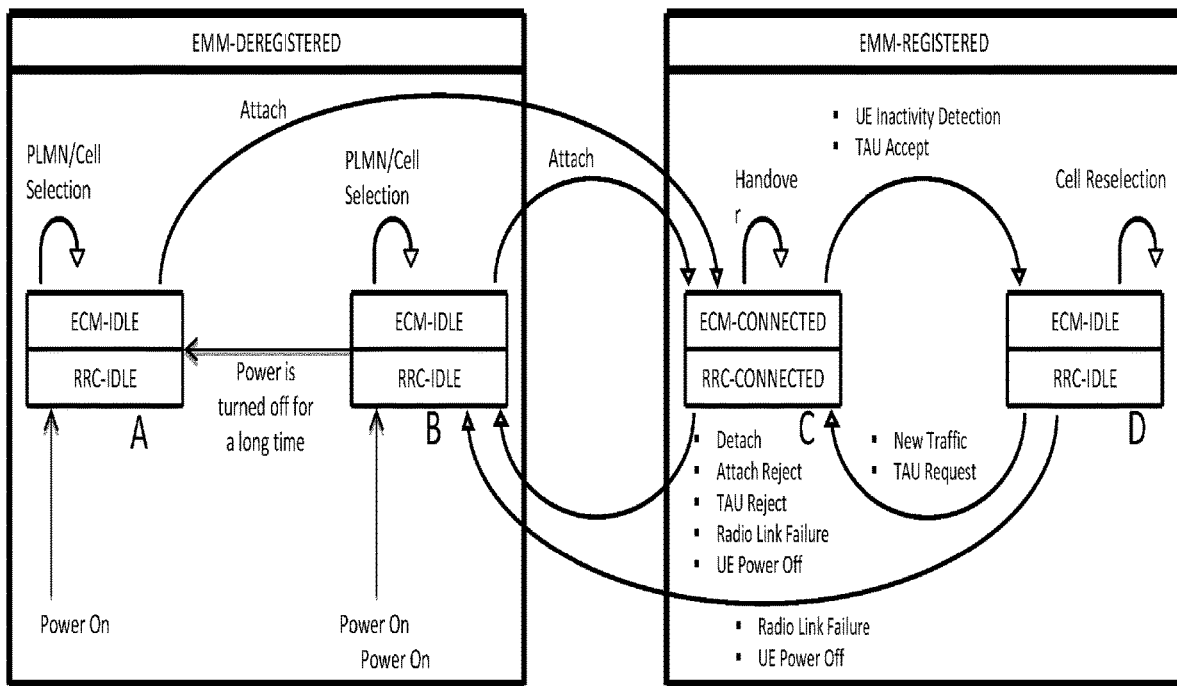 EMM-DEREGISTERED
EMM-REGISTERED
Attach
▪ UE Inactivity Detection
▪ TAU Accept
PLMN/Cell
Selection
PLMN/Cell
Selection
Attach
Handove
r
Cell Reselection
ECM-IDLE
RRC-IDLE
A
Power is
turned off for
a long time
ECM-IDLE
RRC-IDLE
B
ECM-CONNECTED
RRC-CONNECTED
C
ECM-IDLE
RRC-IDLE
D
▪ Detach
▪ Attach Reject
▪ TAU Reject
▪ Radio Link Failure
▪ UE Power Off
▪ New Traffic
▪ TAU Request
Power On
Power On
Power On
▪ Radio Link Failure
▪ UE Power Off